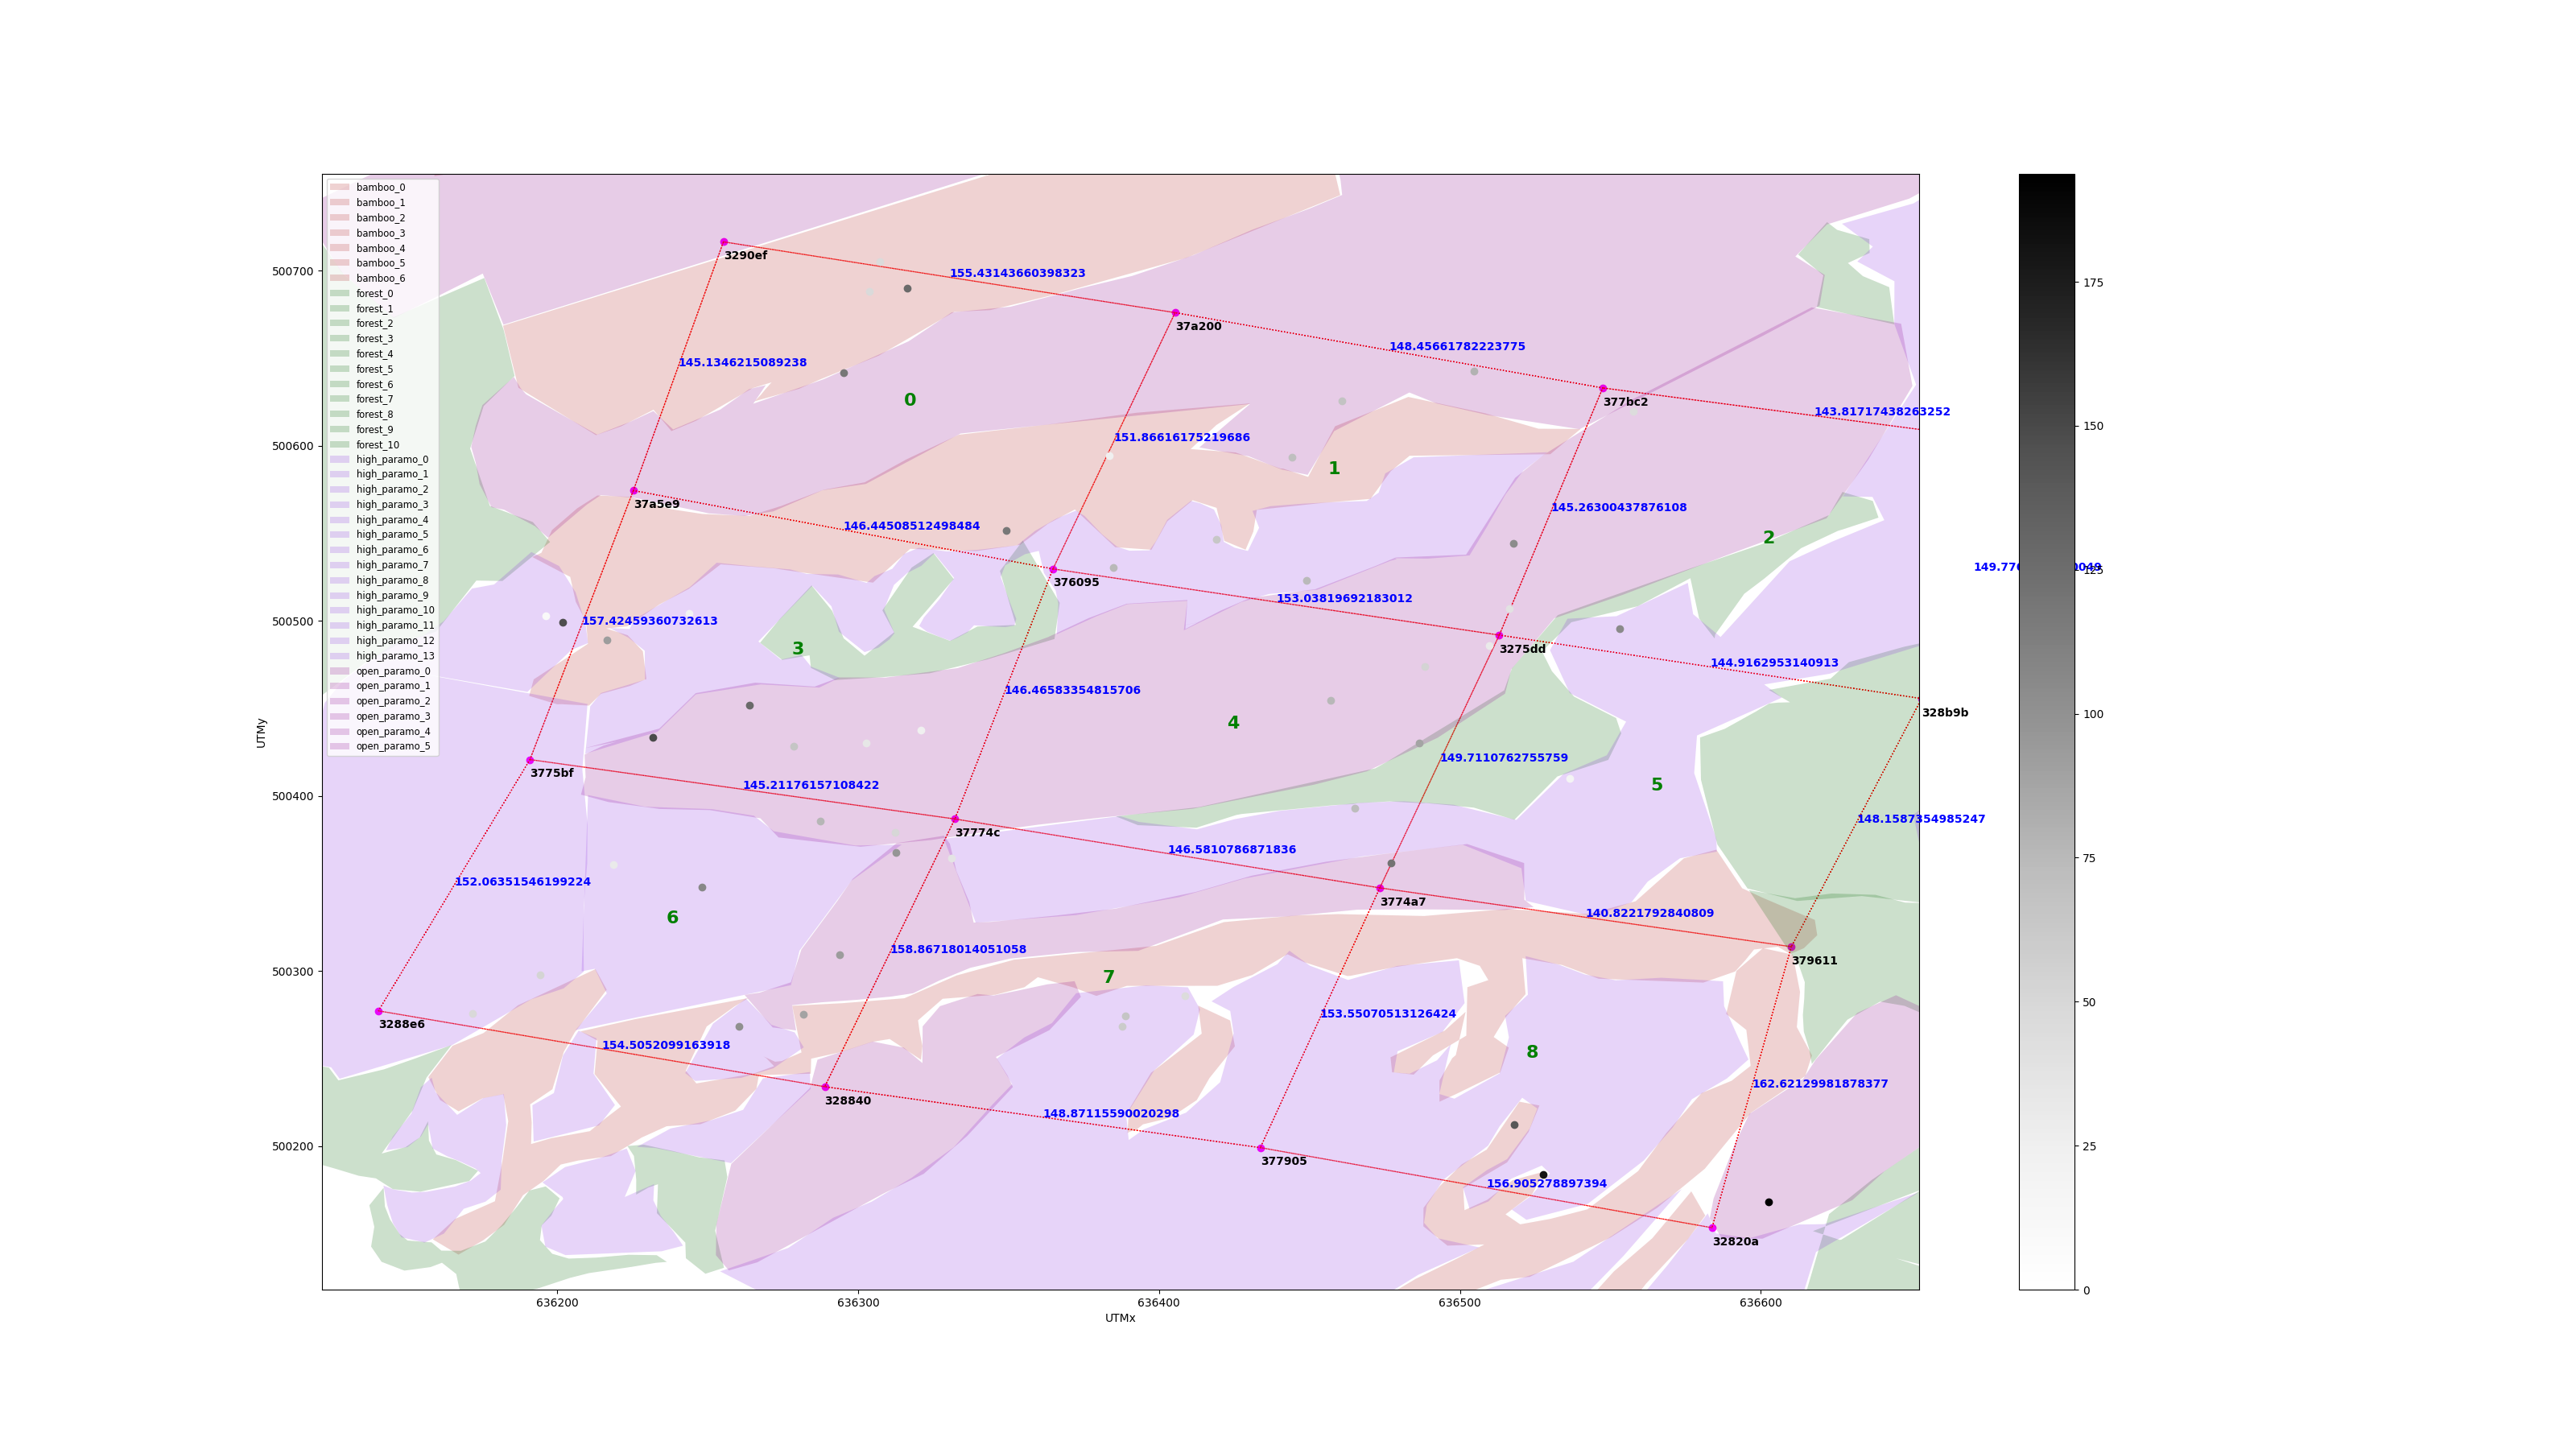 bamboo_0
bamboo_1
bamboo_2
bamboo_3
bamboo_4
bamboo_5
bamboo_6
forest_0
forest_1
forest_2
forest_3
forest_4
forest_5
forest_6
forest_7
forest_8
forest_9
forest_10
high_paramo_0
high_paramo_1
high_paramo_2
high_paramo_3
high_paramo_4
high_paramo_5
high_paramo_6
high_paramo_7
high_paramo_8
high_paramo_9
high_paramo_10
high_paramo_11
high_paramo_12
high_paramo_13
open_paramo_0
open_paramo_1
open_paramo_2
open_paramo_3
open_paramo_4
open_paramo_5
500700
500600
500500
500400
500300
500200
UTMy
3290ef
155.43143660398323
37a200
148.45661782223775
145.1346215089238
377bc2
143.81717438263252
0
151.86616175219686
1
37a5e9
145.26300437876108
146.44508512498484
2
376095
153.03819692183012
157.42459360732613
3
3275dd
144.9162953140913
146.46583354815706
328b9b
4
149.7110762755759
3775bf
145.21176157108422
5
148.1587354985247
37774c
146.5810786871836
152.06351546199224
3774a7
140.8221792840809
6
158.86718014051058
379611
7
153.55070513126424
3288e6
154.5052099163918
8
162.62129981878377
328840
148.87115590020298
377905
156.905278897394
32820a
636200
636300
636400
636500
636600
UTMx
175
150
125
100
75
50
25
0